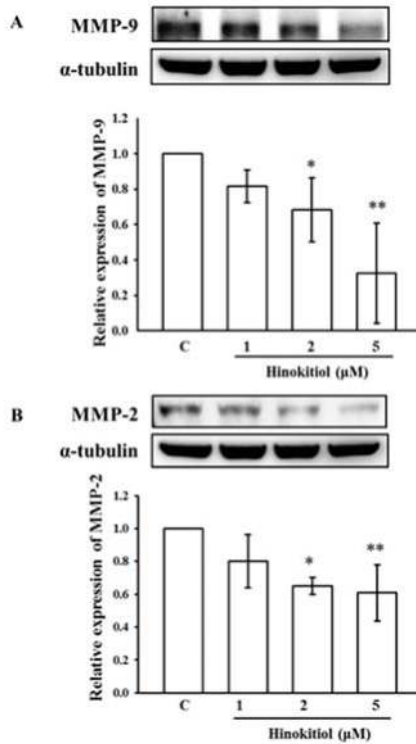 A
MMP-9
α-tubulin
Relative expression of MMP-9
1.2
1.0
0.8
0.6
0.4
0.2
0.0
*
**
C 1 2 5
Hinokitiol (µM)
B
MMP-2
α-tubulin
Relative expression of MMP-2
1.2
1.0
0.8
0.6
0.4
0.2
0.0
*
**
C 1 2 5
Hinokitiol (µM)